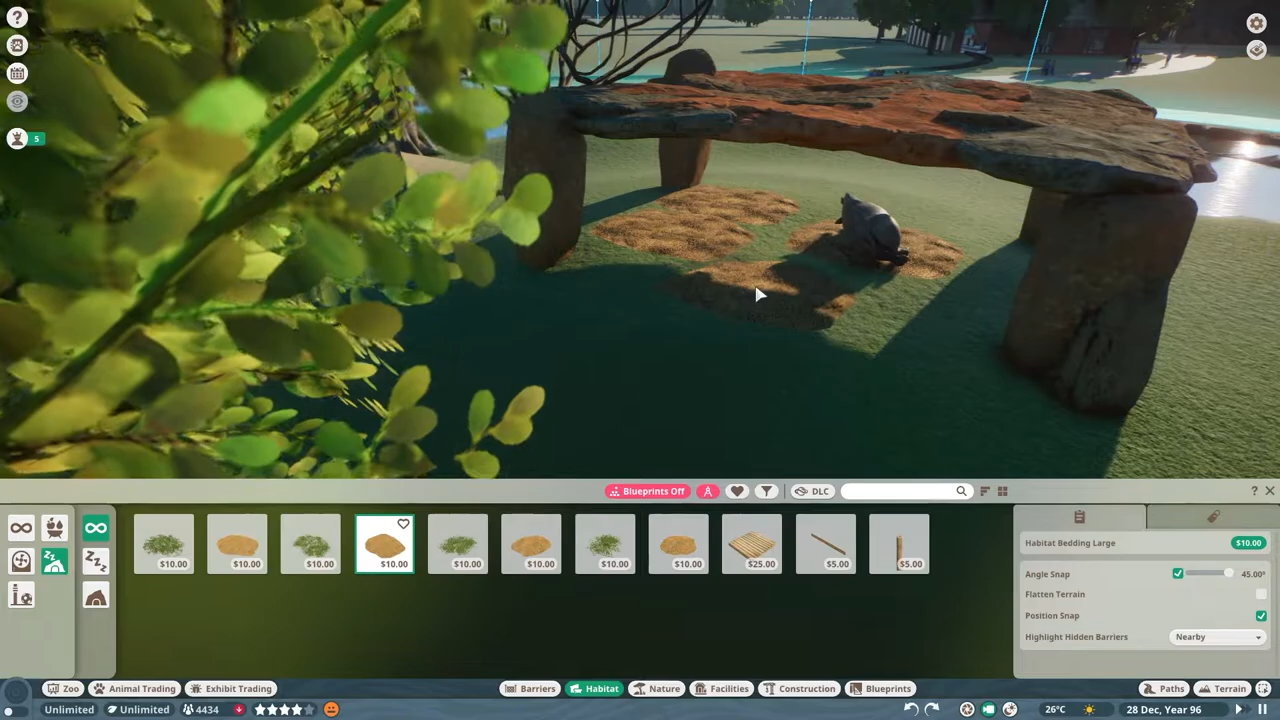 ?
5
Blueprints Off
DLC
? ×
$10.00 $10.00 $10.00 $10.00 $10.00 $10.00 $10.00 $10.00 $25.00 $5.00 $5.00
Habitat Bedding Large $10.00
Angle Snap 45.00°
Flatten Terrain
Position Snap
Highlight Hidden Barriers Nearby
Zoo Animal Trading Exhibit Trading Barriers Habitat Nature Facilities Construction Blueprints Paths Terrain
Unlimited Unlimited 4434 26°C 28 Dec, Year 96